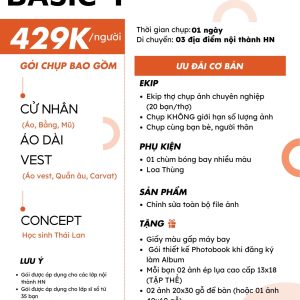 BASIC 1
429K/người
Thời gian chụp: 01 ngày
Di chuyển: 03 địa điểm nội thành HN
GÓI CHỤP BAO GỒM
CỬ NHÂN
(Áo, Bằng, Mũ)
ÁO DÀI
VEST
(Áo vest, Quần âu, Carvat)
CONCEPT
Học sinh Thái Lan
LƯU Ý
Gói được áp dụng cho các lớp nội
thành HN
Gói được áp dụng cho lớp sĩ số từ
35 bạn
ƯU ĐÃI CƠ BẢN
EKIP
Ekip thợ chụp ảnh chuyên nghiệp
(20 bạn/thợ)
Chụp KHÔNG giới hạn số lượng ảnh
Chụp cùng bạn bè, người thân
PHỤ KIỆN
01 chùm bóng bay nhiều màu
Loa Thùng
SẢN PHẨM
Chỉnh sửa toàn bộ file ảnh
TẶNG
Giấy màu gấp máy bay
Gói thiết kế Photobook khi đăng ký
làm Album
Mỗi bạn 02 ảnh ép lụa cao cấp 13x18
(TẬP THỂ)
02 ảnh 20x30 gỗ để bàn (hoặc 01 ảnh